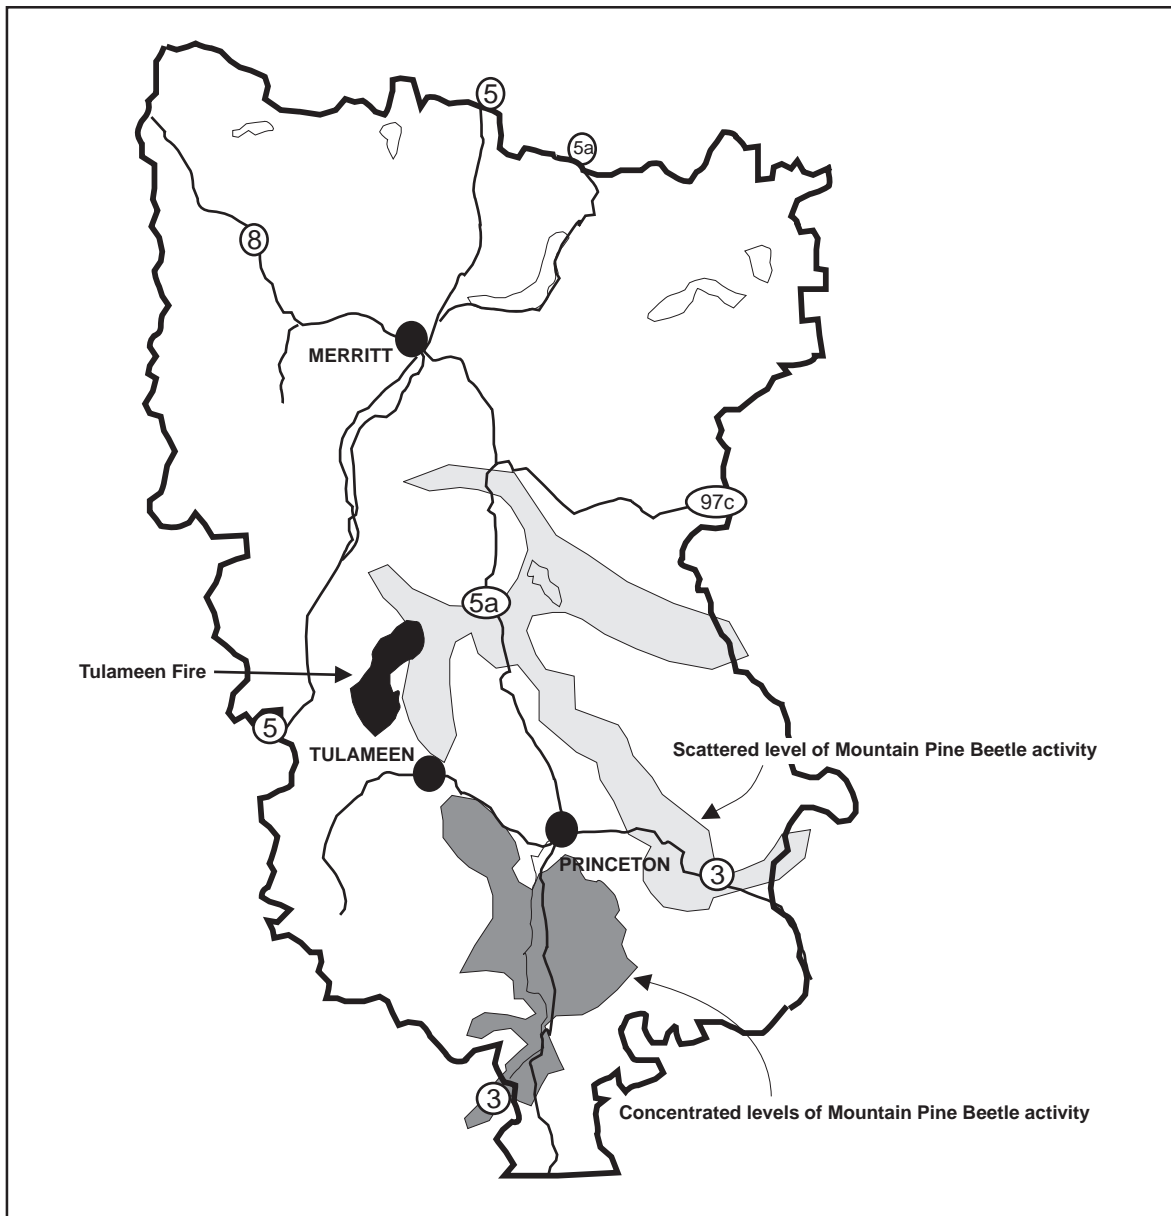 5
5a
8
MERRITT
97c
5a
Tulameen Fire
5
TULAMEEN
Scattered level of Mountain Pine Beetle activity
PRINCETON
3
3
Concentrated levels of Mountain Pine Beetle activity